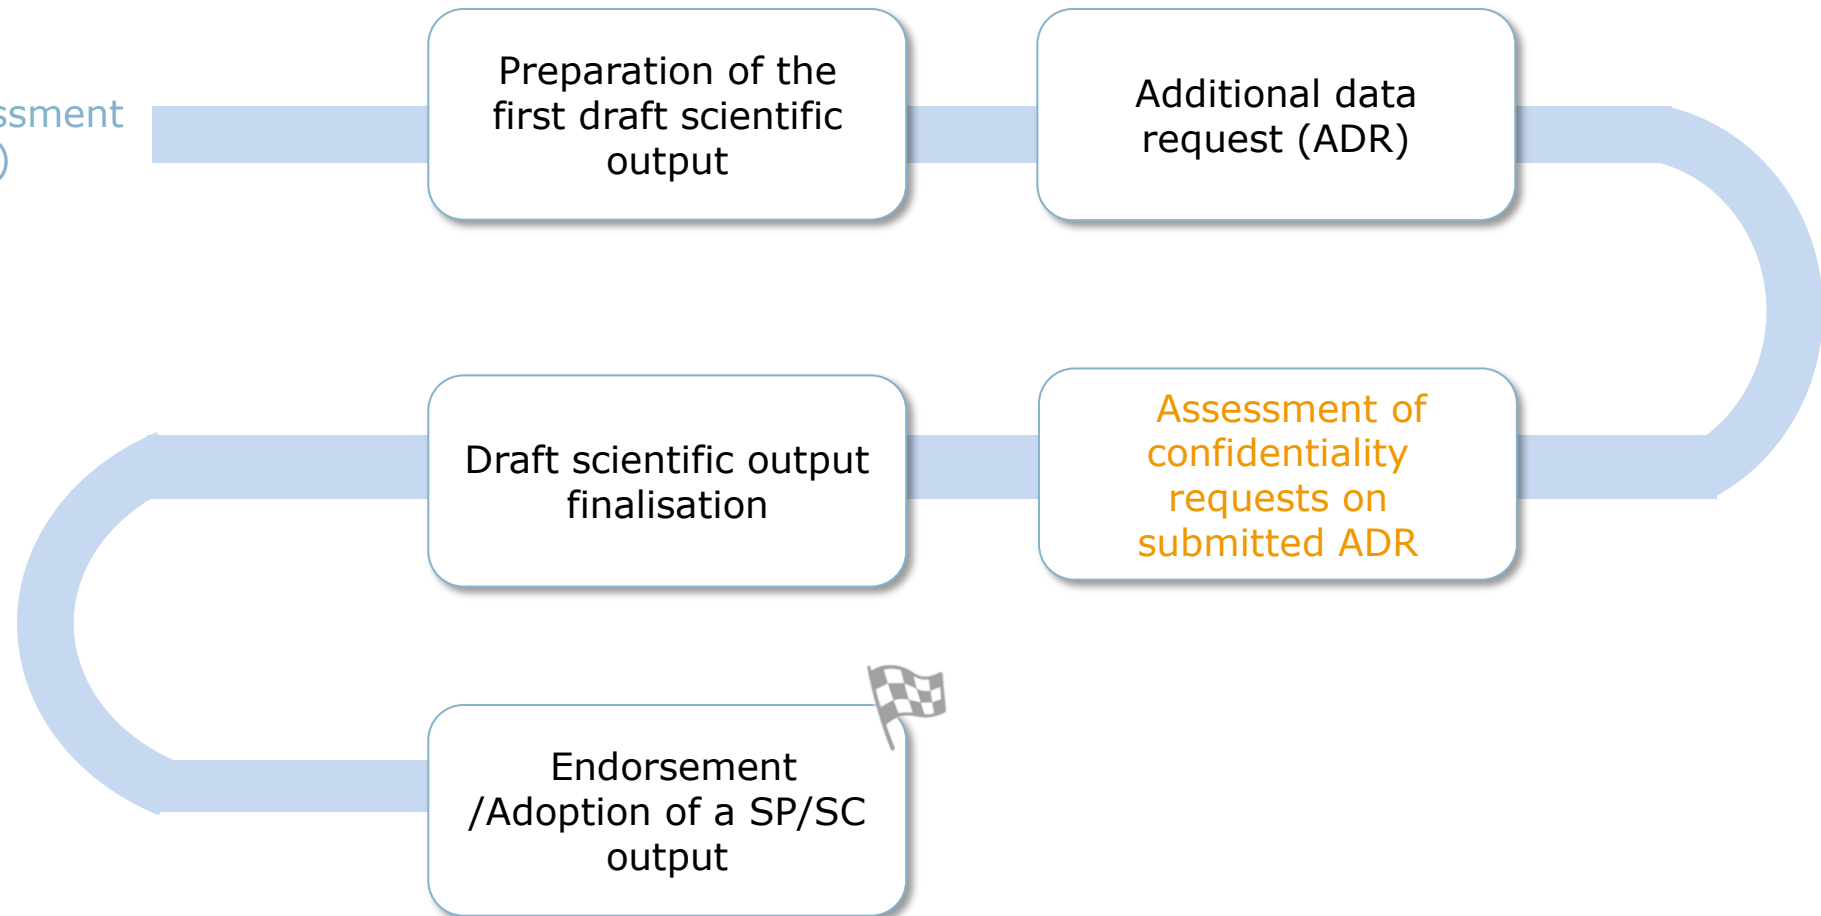 Preparation of the
first draft scientific
output
Additional data
request (ADR)
)
Assessment of
confidentiality
requests on
submitted ADR
Draft scientific output
finalisation
Endorsement
/Adoption of a SP/SC
output